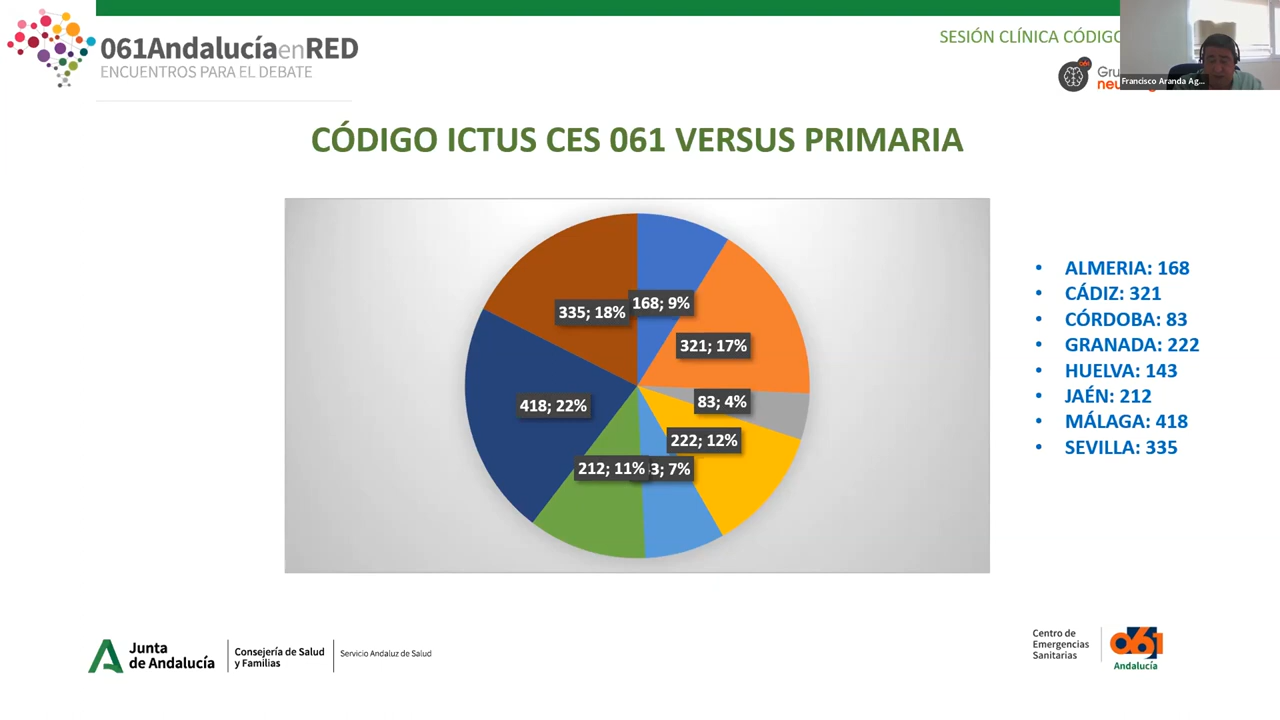 061AndalucíaenRED
ENCUENTROS PARA EL DEBATE
SESIÓN CLÍNICA CÓDIGO
Francisco Aranda Ag...
CÓDIGO ICTUS CES 061 VERSUS PRIMARIA
335; 18%
168; 9%
321; 17%
418; 22%
83; 4%
222; 12%
212; 11%
3; 7%
• ALMERIA: 168
• CÁDIZ: 321
• CÓRDOBA: 83
• GRANADA: 222
• HUELVA: 143
• JAÉN: 212
• MÁLAGA: 418
• SEVILLA: 335
Junta
de Andalucía
Consejería de Salud
y Familias
Servicio Andaluz de Salud
Centro de
Emergencias
Sanitarias
061
Andalucía